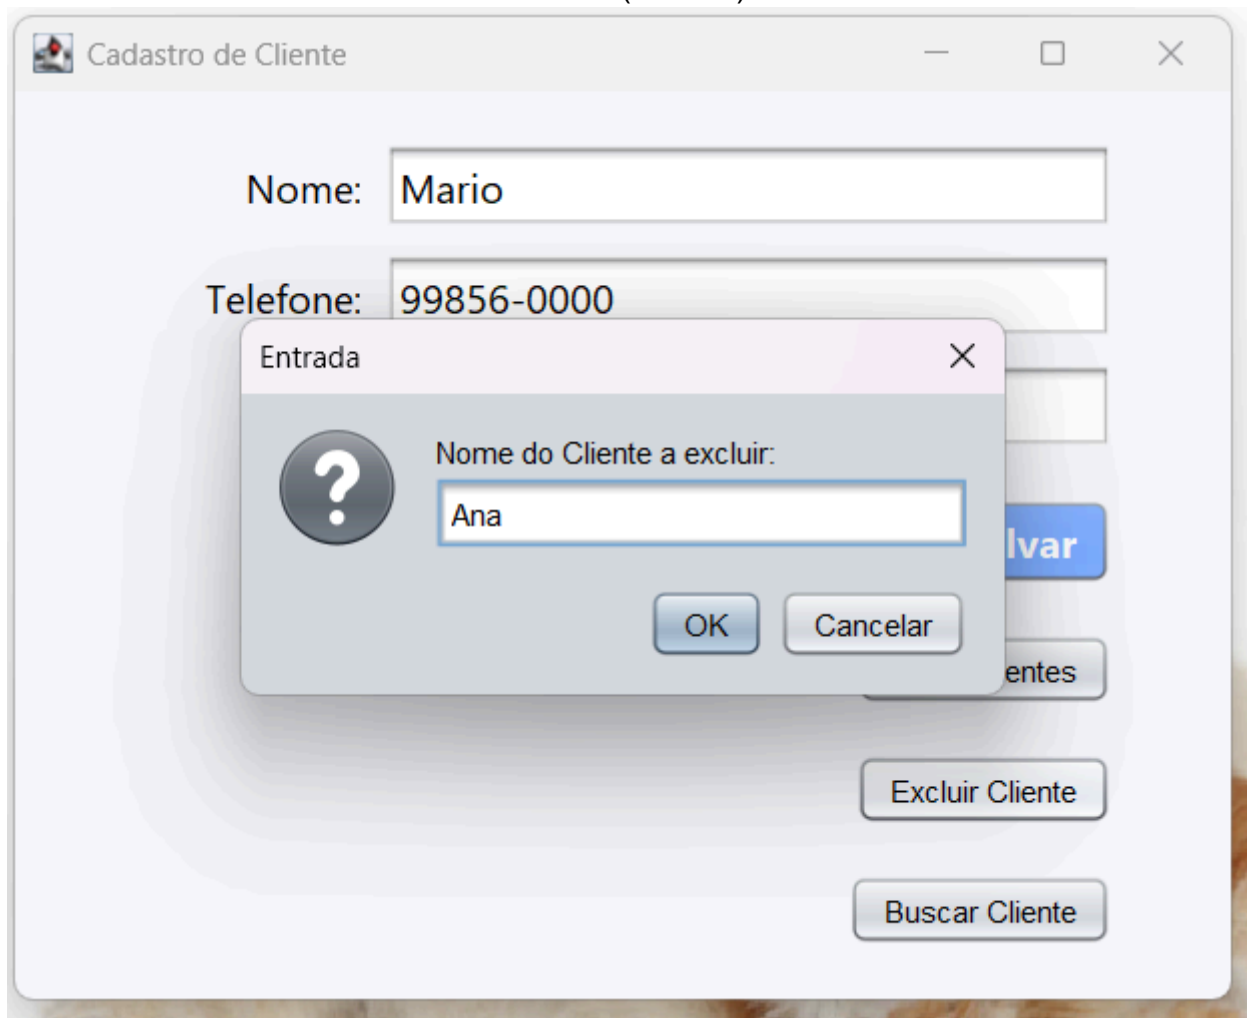 Cadastro de Cliente
Nome: Mario
Telefone: 99856-0000
Entrada
Nome do Cliente a excluir:
Ana
lvar
OK Cancelar
entes
Excluir Cliente
Buscar Cliente